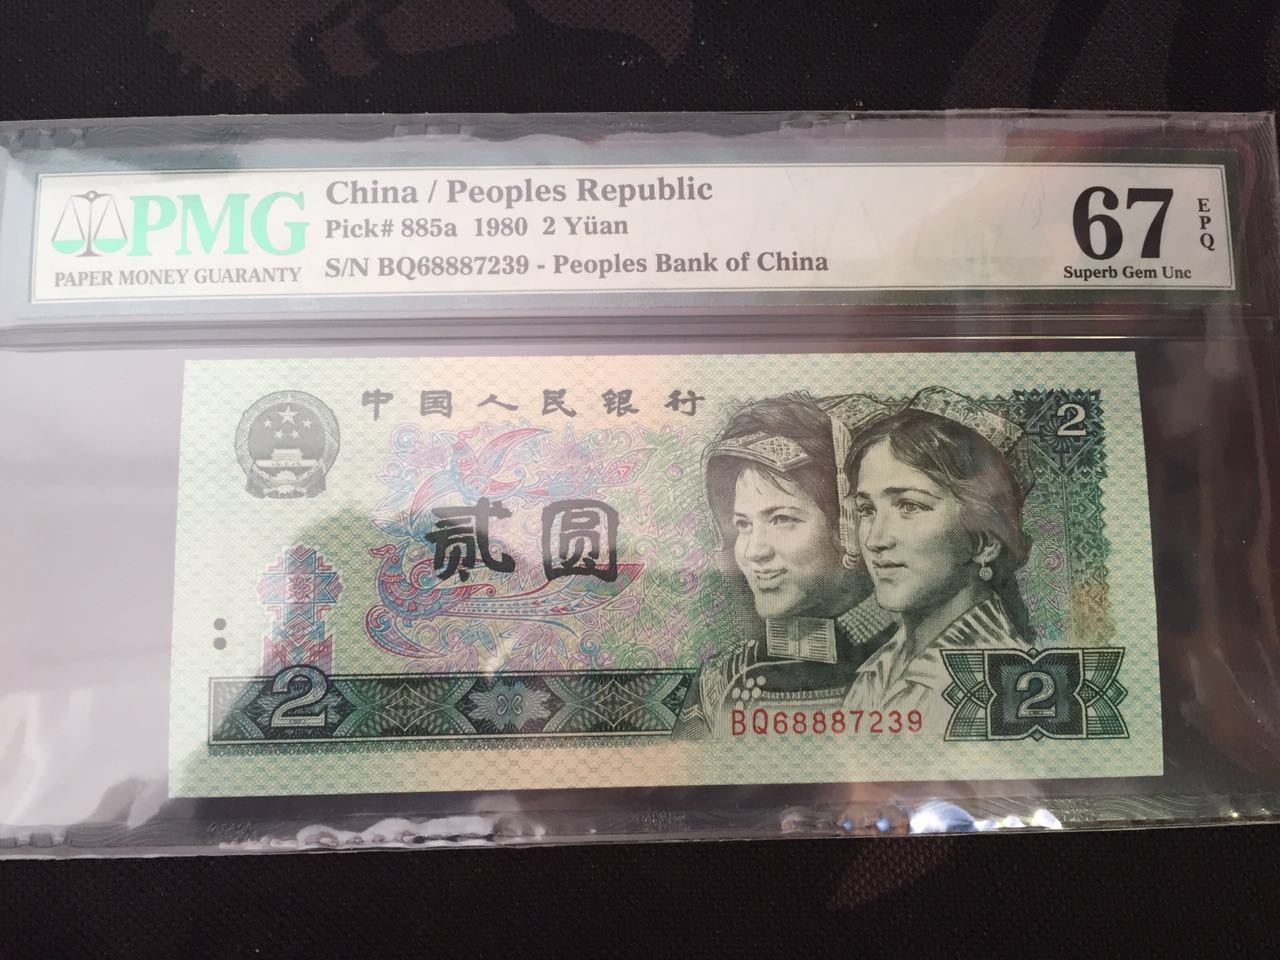 China / Peoples Republic
PMG
Pick# 885a 1980 2 Yüan
PAPER MONEY GUARANTY
S/N BQ68887239 - Peoples Bank of China
67
EPQ
Superb Gem Unc
中国人民银行
2
贰圆
2
2
BQ68887239